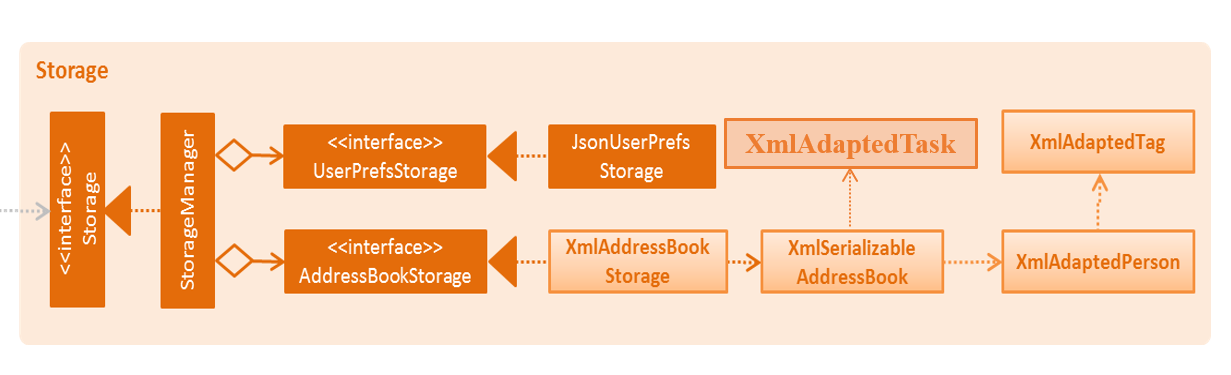 Storage
<<interface>>
Storage
StorageManager
<<interface>>
UserPrefsStorage
JsonUserPrefs
Storage
XmlAdaptedTask
XmlAdaptedTag
<<interface>>
AddressBookStorage
XmlAddressBook
Storage
XmlSerializable
AddressBook
XmlAdaptedPerson